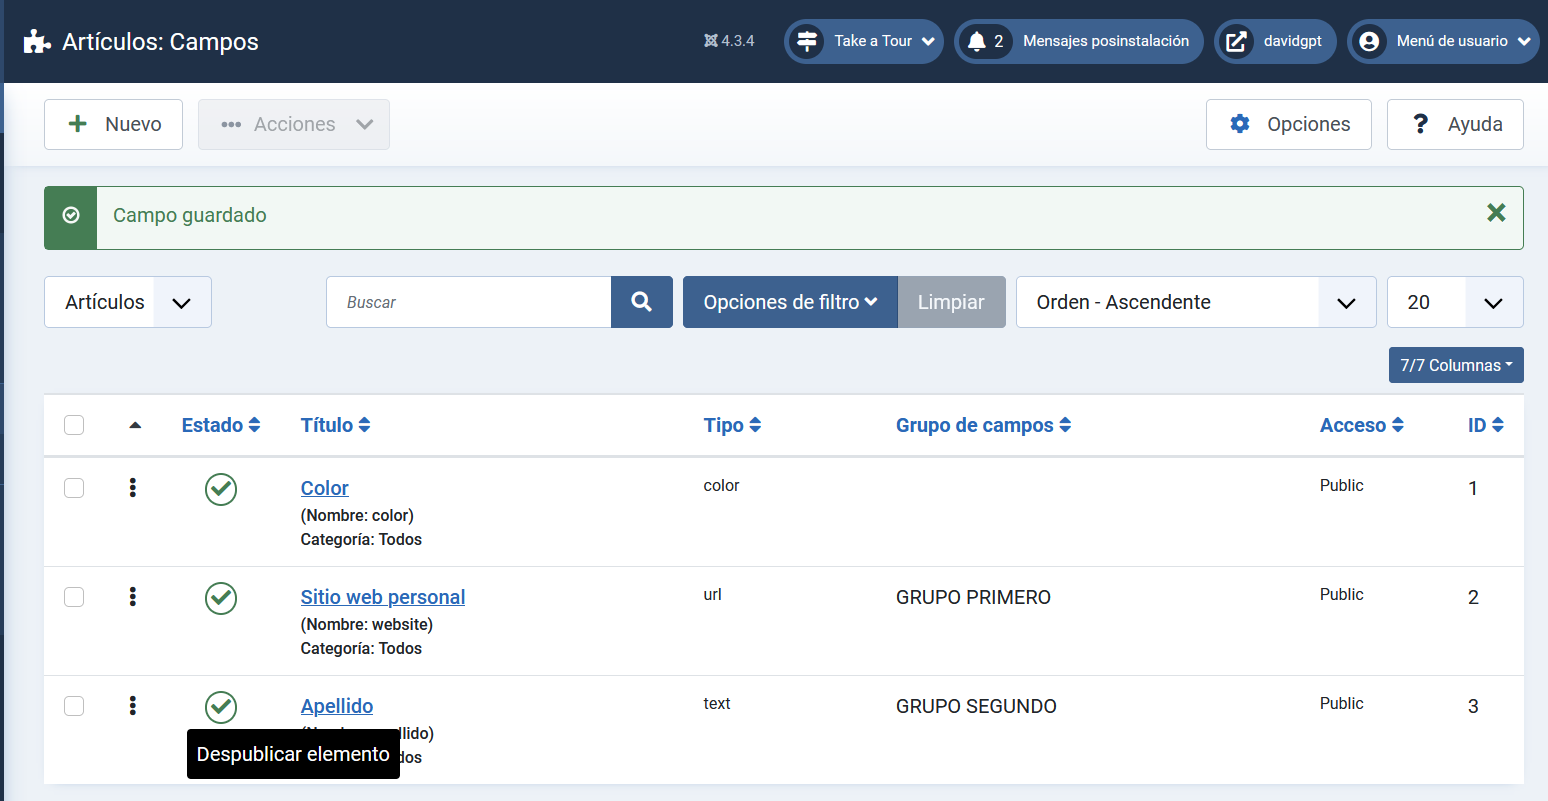 Artículos: Campos
4.3.4
Take a Tour
2 Mensajes posinstalación
davidgpt
Menú de usuario
Nuevo
Acciones
Opciones
Ayuda
Campo guardado
Artículos
Buscar
Opciones de filtro
Limpiar
Orden - Ascendente
20
7/7 Columnas
Estado Título Tipo Grupo de campos Acceso ID
Color color Public 1
(Nombre: color)
Categoría: Todos
Sitio web personal url GRUPO PRIMERO Public 2
(Nombre: website)
Categoría: Todos
Apellido text GRUPO SEGUNDO Public 3
Despublicar elemento